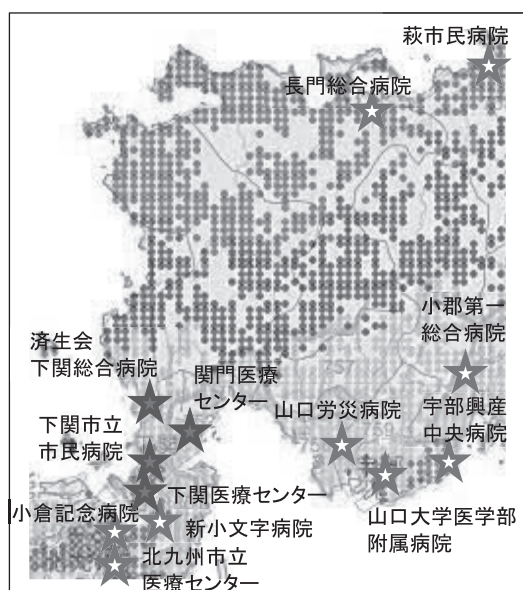 萩市民病院
長門総合病院
小郡第一
総合病院
済生会
下関総合病院
関門医療
センター
山口労災病院
宇部興産
中央病院
下関市立
市民病院
下関医療センター
小倉記念病院
新小文字病院
山口大学医学部
附属病院
北九州市立
医療センター